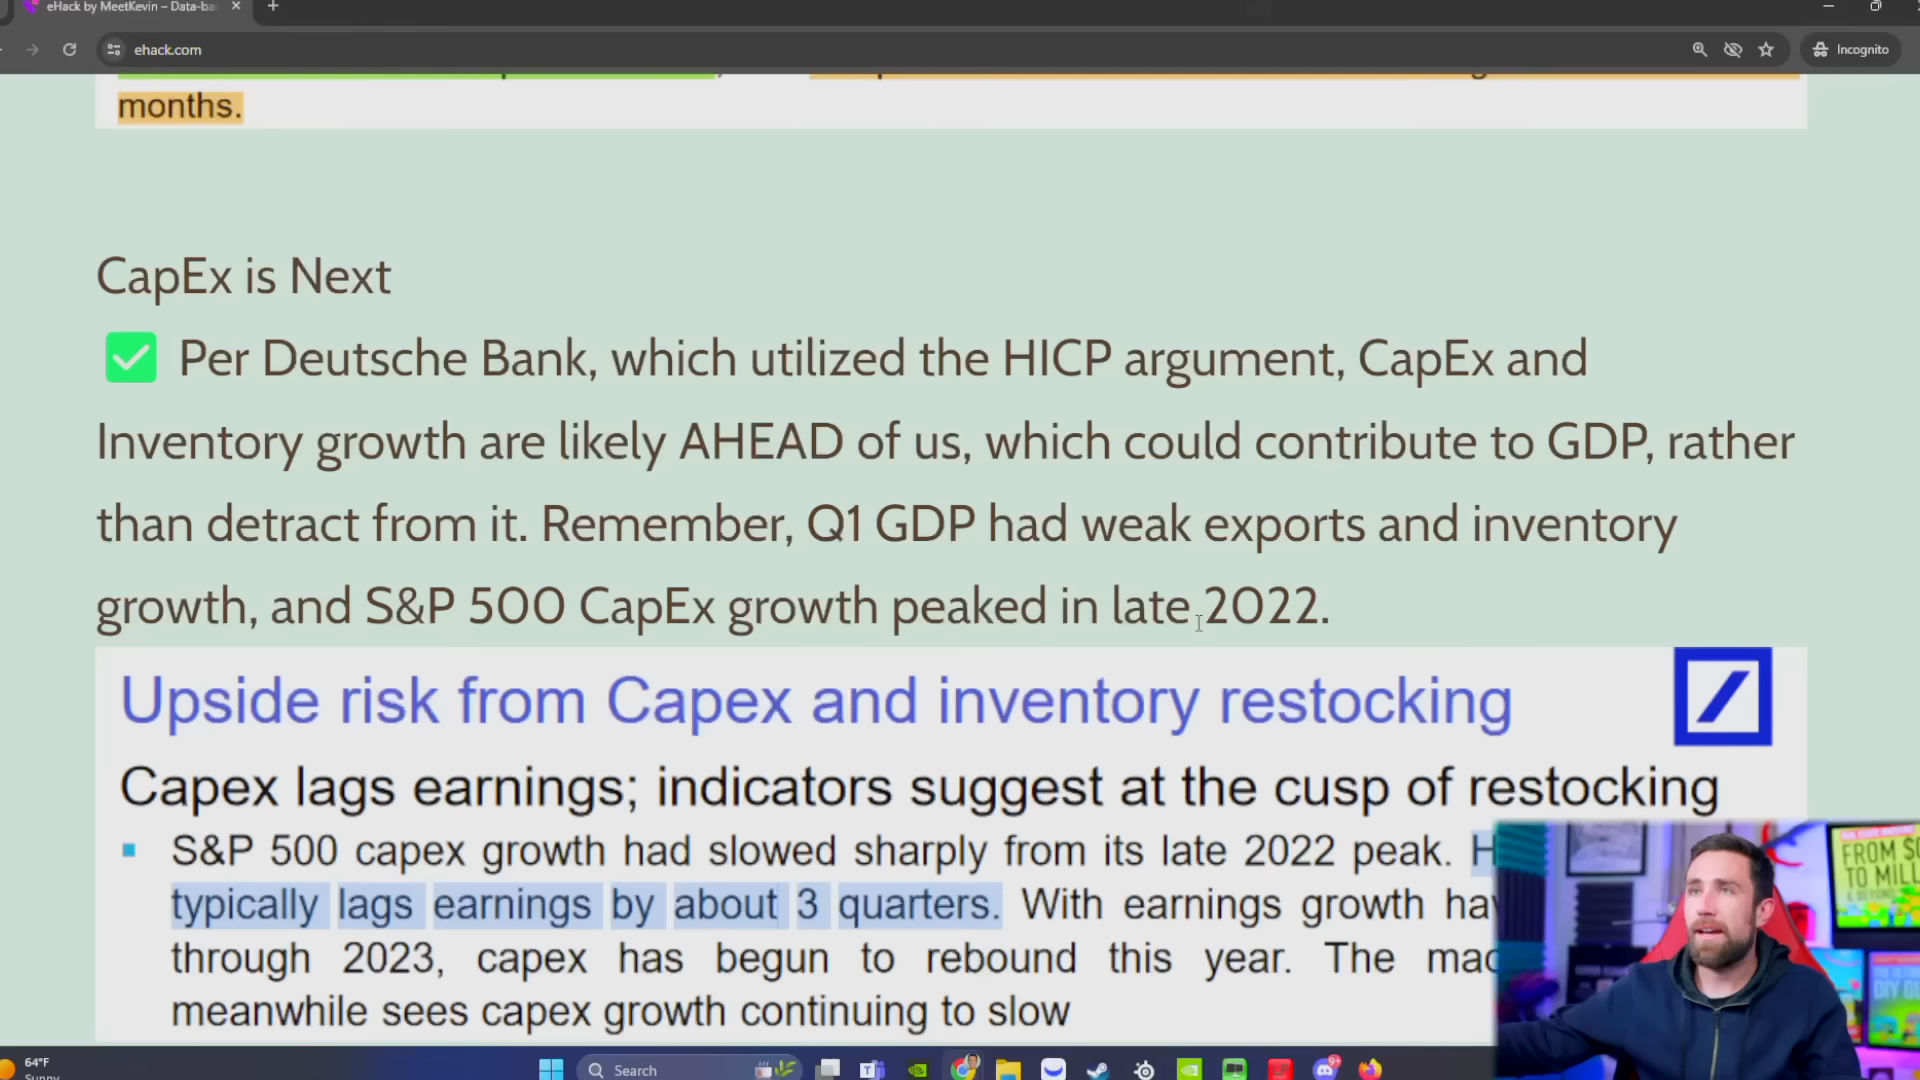 eHack by MeetKevin – Data-ba
ehack.com
Incognito
months.
CapEx is Next
✅ Per Deutsche Bank, which utilized the HICP argument, CapEx and
Inventory growth are likely AHEAD of us, which could contribute to GDP, rather
than detract from it. Remember, Q1 GDP had weak exports and inventory
growth, and S&P 500 CapEx growth peaked in late 2022.
Upside risk from Capex and inventory restocking
Capex lags earnings; indicators suggest at the cusp of restocking
S&P 500 capex growth had slowed sharply from its late 2022 peak.
typically lags earnings by about 3 quarters. With earnings growth
through 2023, capex has begun to rebound this year. The
meanwhile sees capex growth continuing to slow
FROM
TO
64°F
Sunny
Search